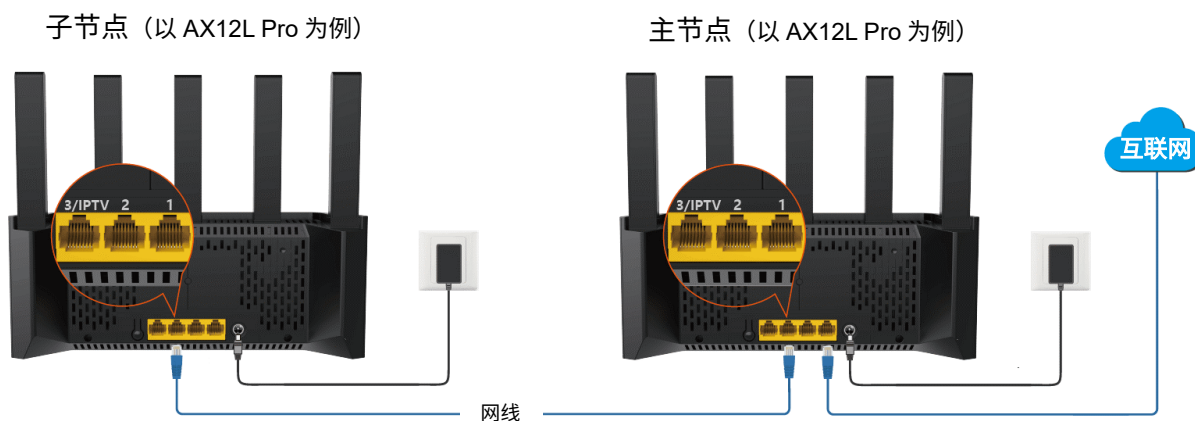 子节点（以 AX12L Pro 为例）
主节点（以 AX12L Pro 为例）
互联网
3/IPTV 2 1
3/IPTV 2 1
网线